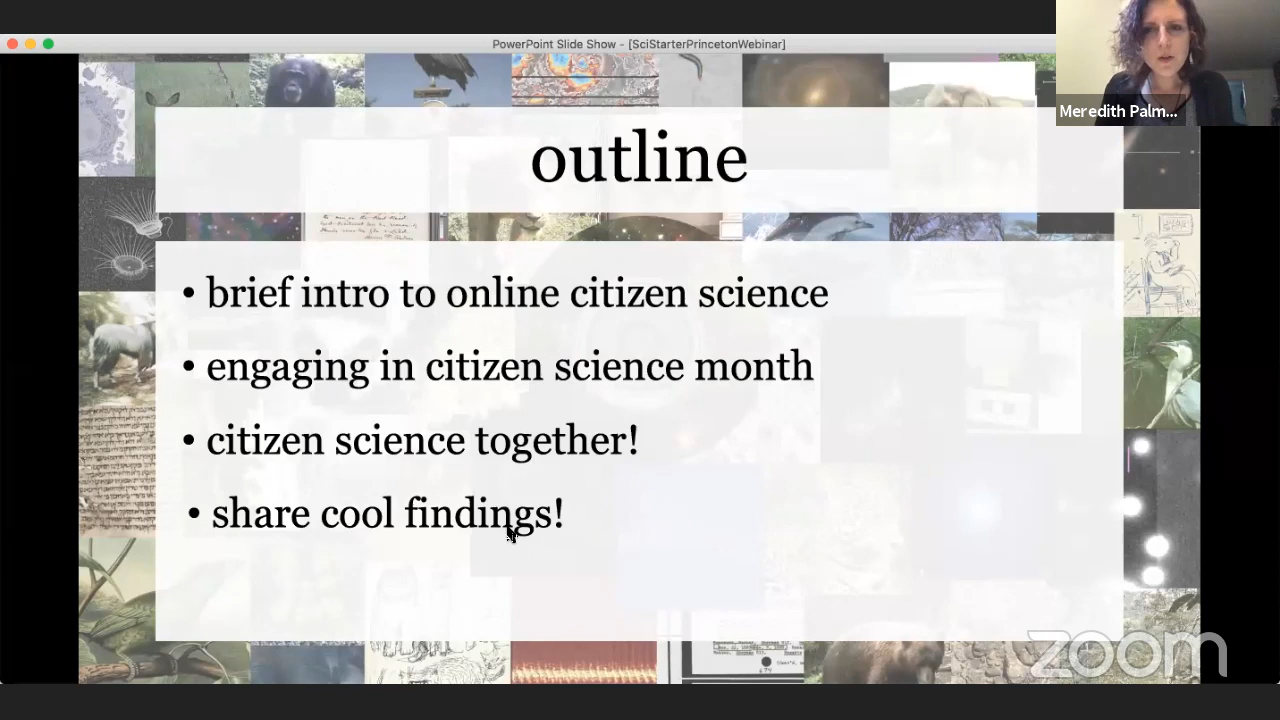 PowerPoint Slide Show - [SciStarterPrincetonWebinar]
Meredith Palm...
outline
• brief intro to online citizen science
• engaging in citizen science month
• citizen science together!
• share cool findings!
zoom